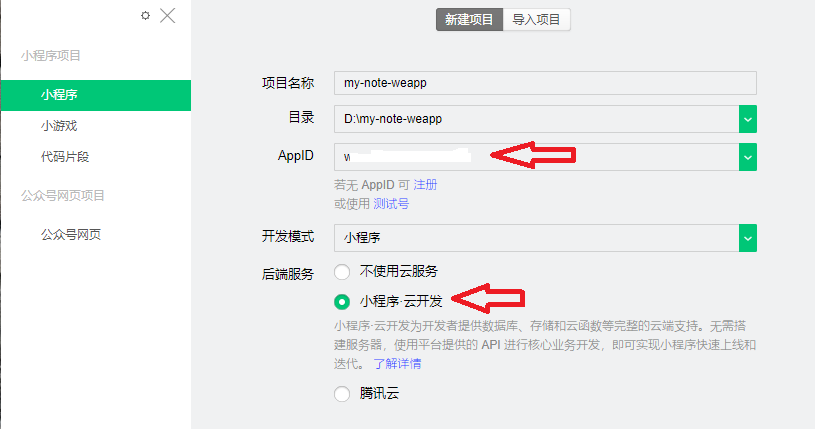 新建项目 导入项目
小程序项目
小程序
小游戏
代码片段
公众号网页项目
公众号网页
项目名称 my-note-weapp
目录 D:\my-note-weapp
AppID w
若无 AppID 可 注册
或使用 测试号
开发模式 小程序
后端服务 不使用云服务
小程序·云开发
小程序·云开发为开发者提供数据库、存储和云函数等完整的云端支持。无需搭
建服务器，使用平台提供的 API 进行核心业务开发，即可实现小程序快速上线和
迭代。 了解详情
腾讯云